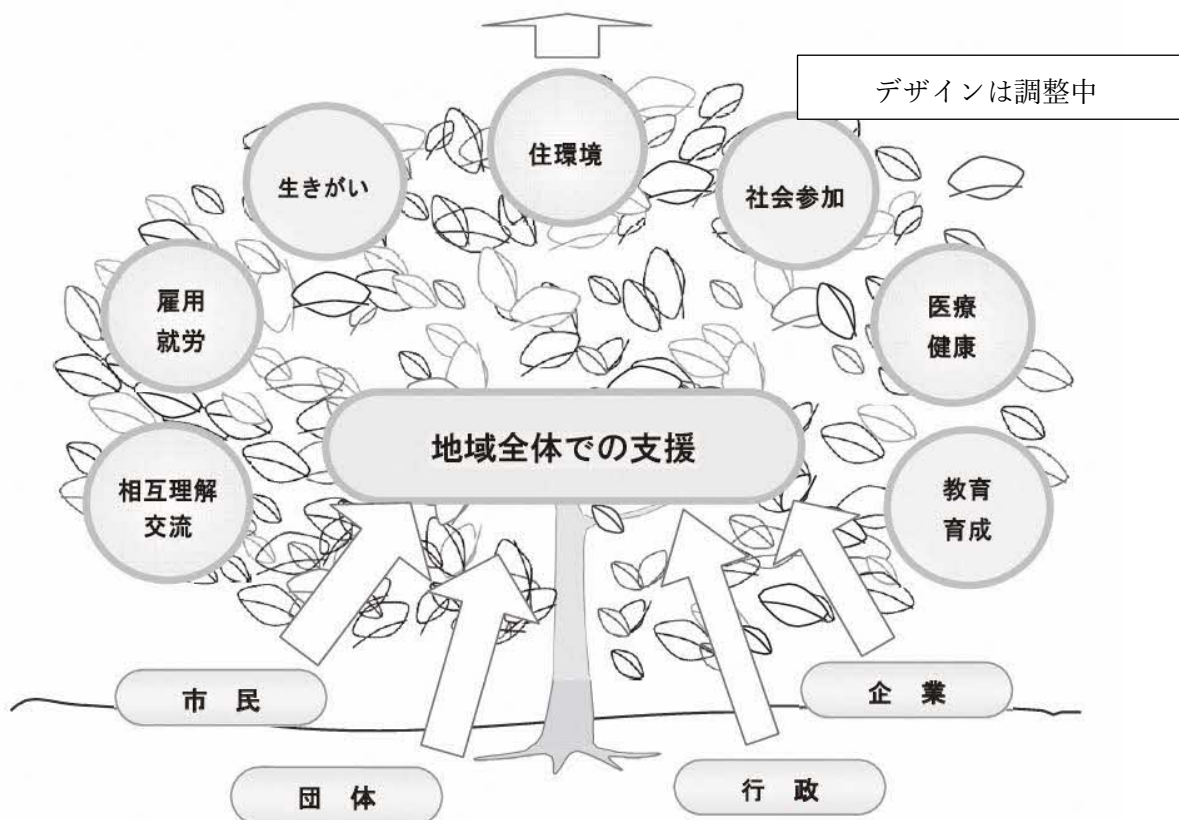 デザインは調整中
住環境
生きがい
社会参加
雇用
就労
医療
健康
地域全体での支援
相互理解
交流
教育
育成
市 民
企 業
団 体
行 政